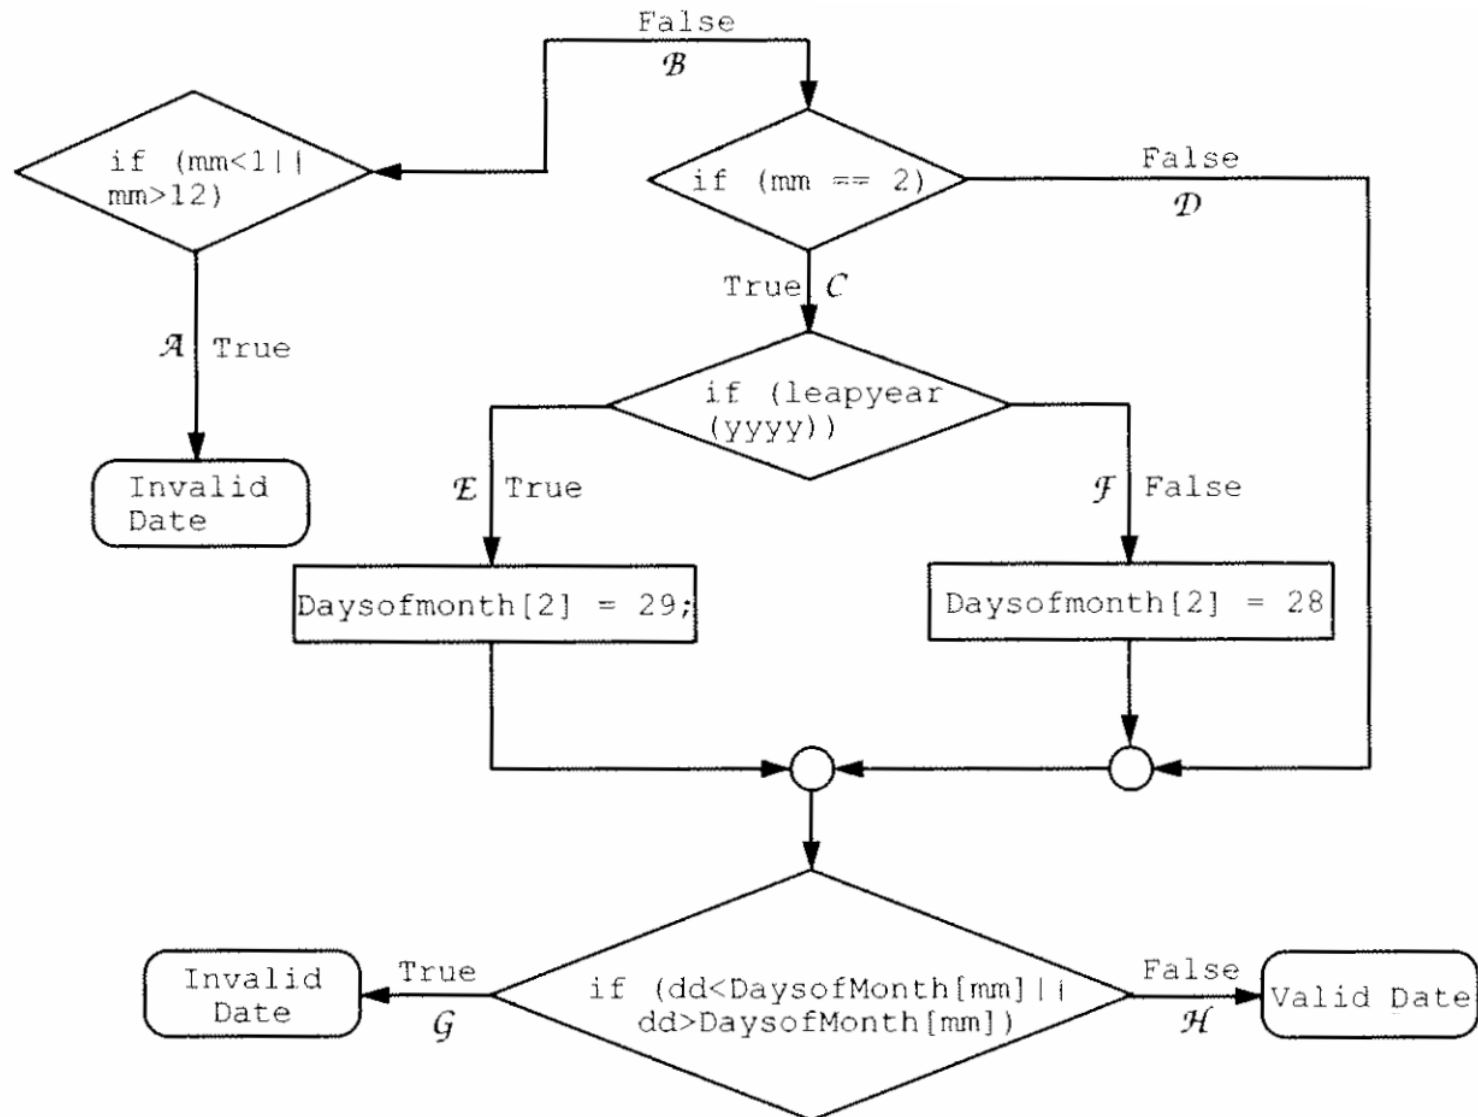 False
B
if (mm<1||
mm>12)
if (mm == 2)
False
D
True C
A True
if (leapyear
(yyyy))
Invalid
Date
E True
F False
Daysofmonth[2] = 29;
Daysofmonth[2] = 28
Invalid
Date
True
G
if (dd<DaysofMonth[mm]||
dd>DaysofMonth[mm])
False
H
Valid Date